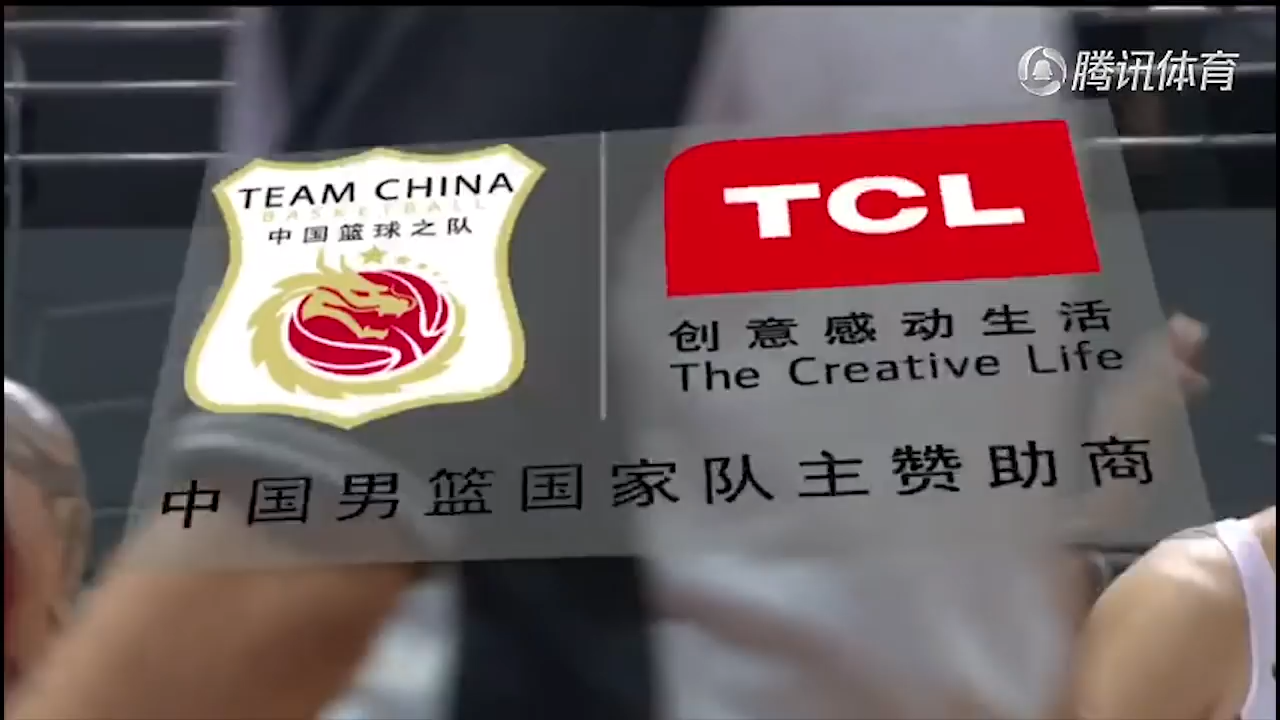 腾讯体育
TEAM CHINA
BASKETBALL
中国篮球之队
TCL
创意感动生活
The Creative Life
中国男篮国家队主赞助商